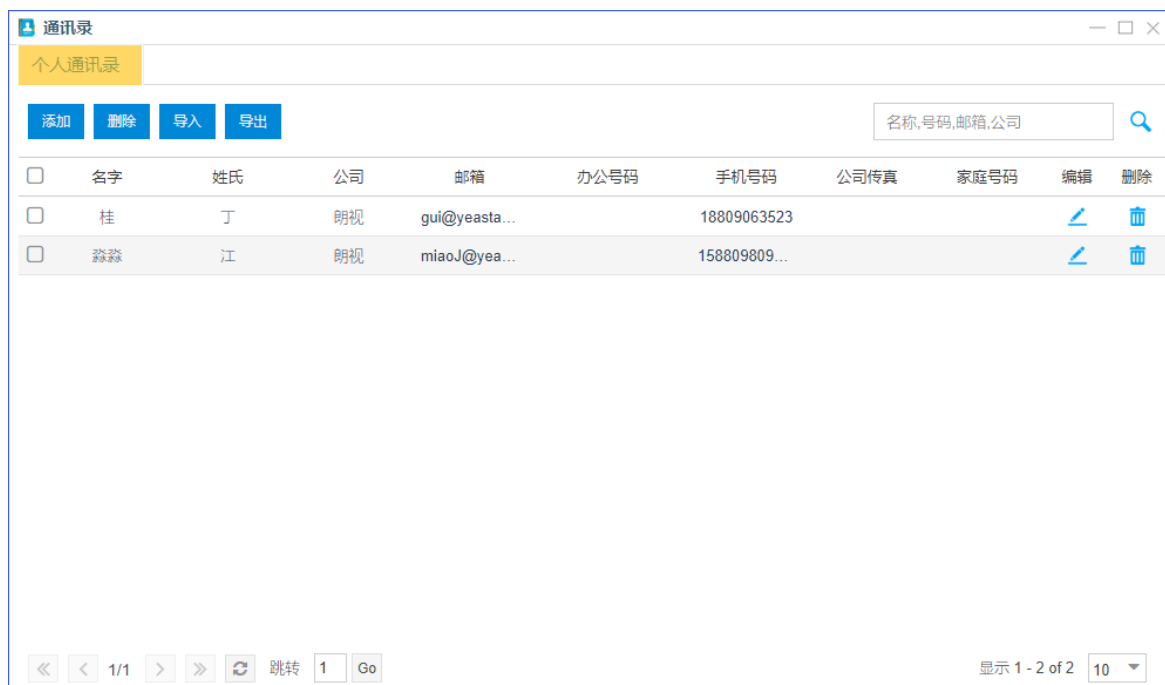 通讯录
个人通讯录
添加 删除 导入 导出 名称,号码,邮箱,公司
名字 姓氏 公司 邮箱 办公号码 手机号码 公司传真 家庭号码 编辑 删除
桂 丁 朗视 gui@yeasta... 18809063523
淼淼 江 朗视 miaoJ@yea... 158809809...
1/1 跳转 1 Go 显示 1 - 2 of 2 10